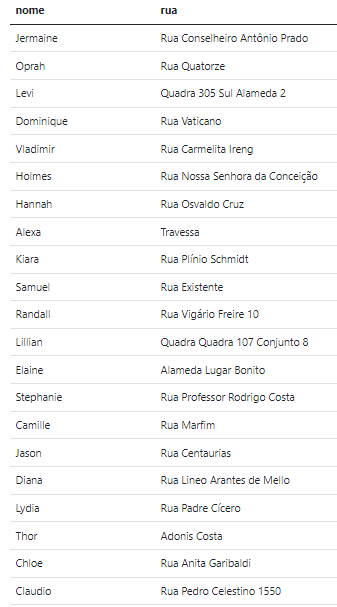 nome rua
Jermaine Rua Conselheiro Antônio Prado
Oprah Rua Quatorze
Levi Quadra 305 Sul Alameda 2
Dominique Rua Vaticano
Vladimir Rua Carmelita Ireng
Holmes Rua Nossa Senhora da Conceição
Hannah Rua Osvaldo Cruz
Alexa Travessa
Kiara Rua Plínio Schmidt
Samuel Rua Existente
Randall Rua Vigário Freire 10
Lillian Quadra Quadra 107 Conjunto 8
Elaine Alameda Lugar Bonito
Stephanie Rua Professor Rodrigo Costa
Camille Rua Marfim
Jason Rua Centaurias
Diana Rua Lineo Arantes de Mello
Lydia Rua Padre Cícero
Thor Adonis Costa
Chloe Rua Anita Garibaldi
Claudio Rua Pedro Celestino 1550